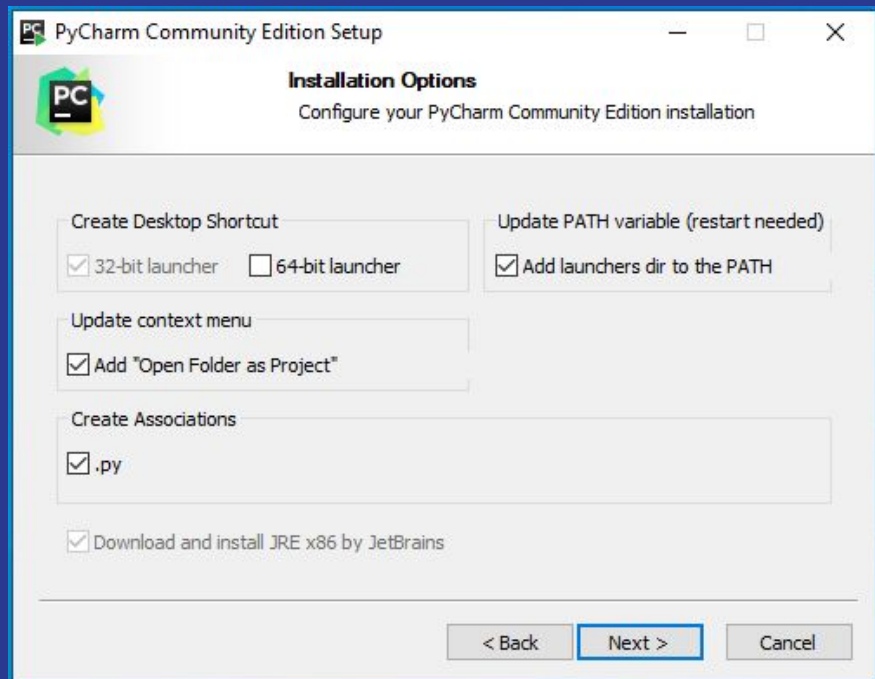 PyCharm Community Edition Setup
PC
Installation Options
Configure your PyCharm Community Edition installation
Create Desktop Shortcut
32-bit launcher 64-bit launcher
Update PATH variable (restart needed)
Add launchers dir to the PATH
Update context menu
Add "Open Folder as Project"
Create Associations
.py
Download and install JRE x86 by JetBrains
< Back Next > Cancel